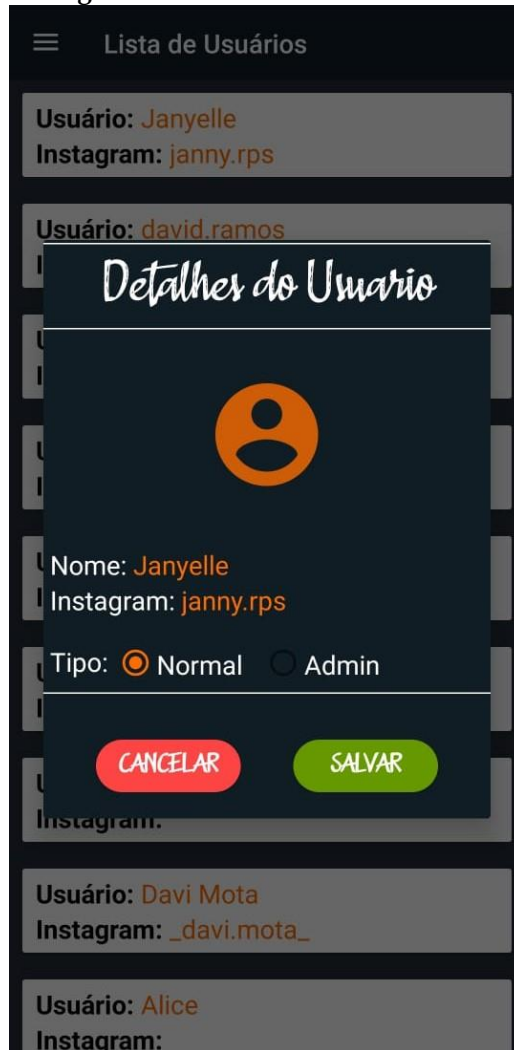 Lista de Usuários
Usuário: Janyelle
Instagram: janny.rps
Usuário: david.ramos
Detalhes do Usuario
Nome: Janyelle
Instagram: janny.rps
Tipo: Normal Admin
CANCELAR SALVAR
Instagram:
Usuário: Davi Mota
Instagram: _davi.mota_
Usuário: Alice
Instagram: